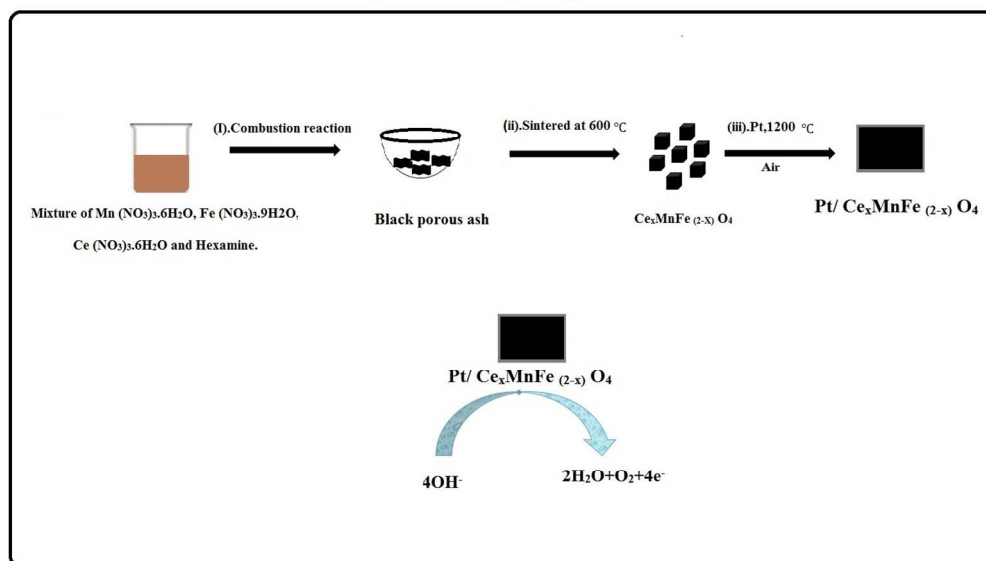 (I).Combustion reaction
(ii).Sintered at 600 °C
(iii).Pt,1200 °C
Air
Mixture of Mn (NO₃)₃.6H₂O, Fe (NO₃)₃.9H2O,
Ce (NO₃)₃.6H₂O and Hexamine.
Black porous ash
CeₓMnFe ₍₂₋ₓ₎ O₄
Pt/ CeₓMnFe ₍₂₋ₓ₎ O₄
Pt/ CeₓMnFe ₍₂₋ₓ₎ O₄
4OH⁻
2H₂O+O₂+4e⁻